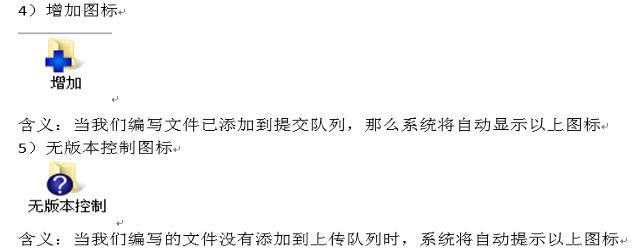 4）增加图标
增加
含义：当我们编写文件已添加到提交队列，那么系统将自动显示以上图标
5）无版本控制图标
无版本控制
含义：当我们编写的文件没有添加到上传队列时，系统将自动提示以上图标